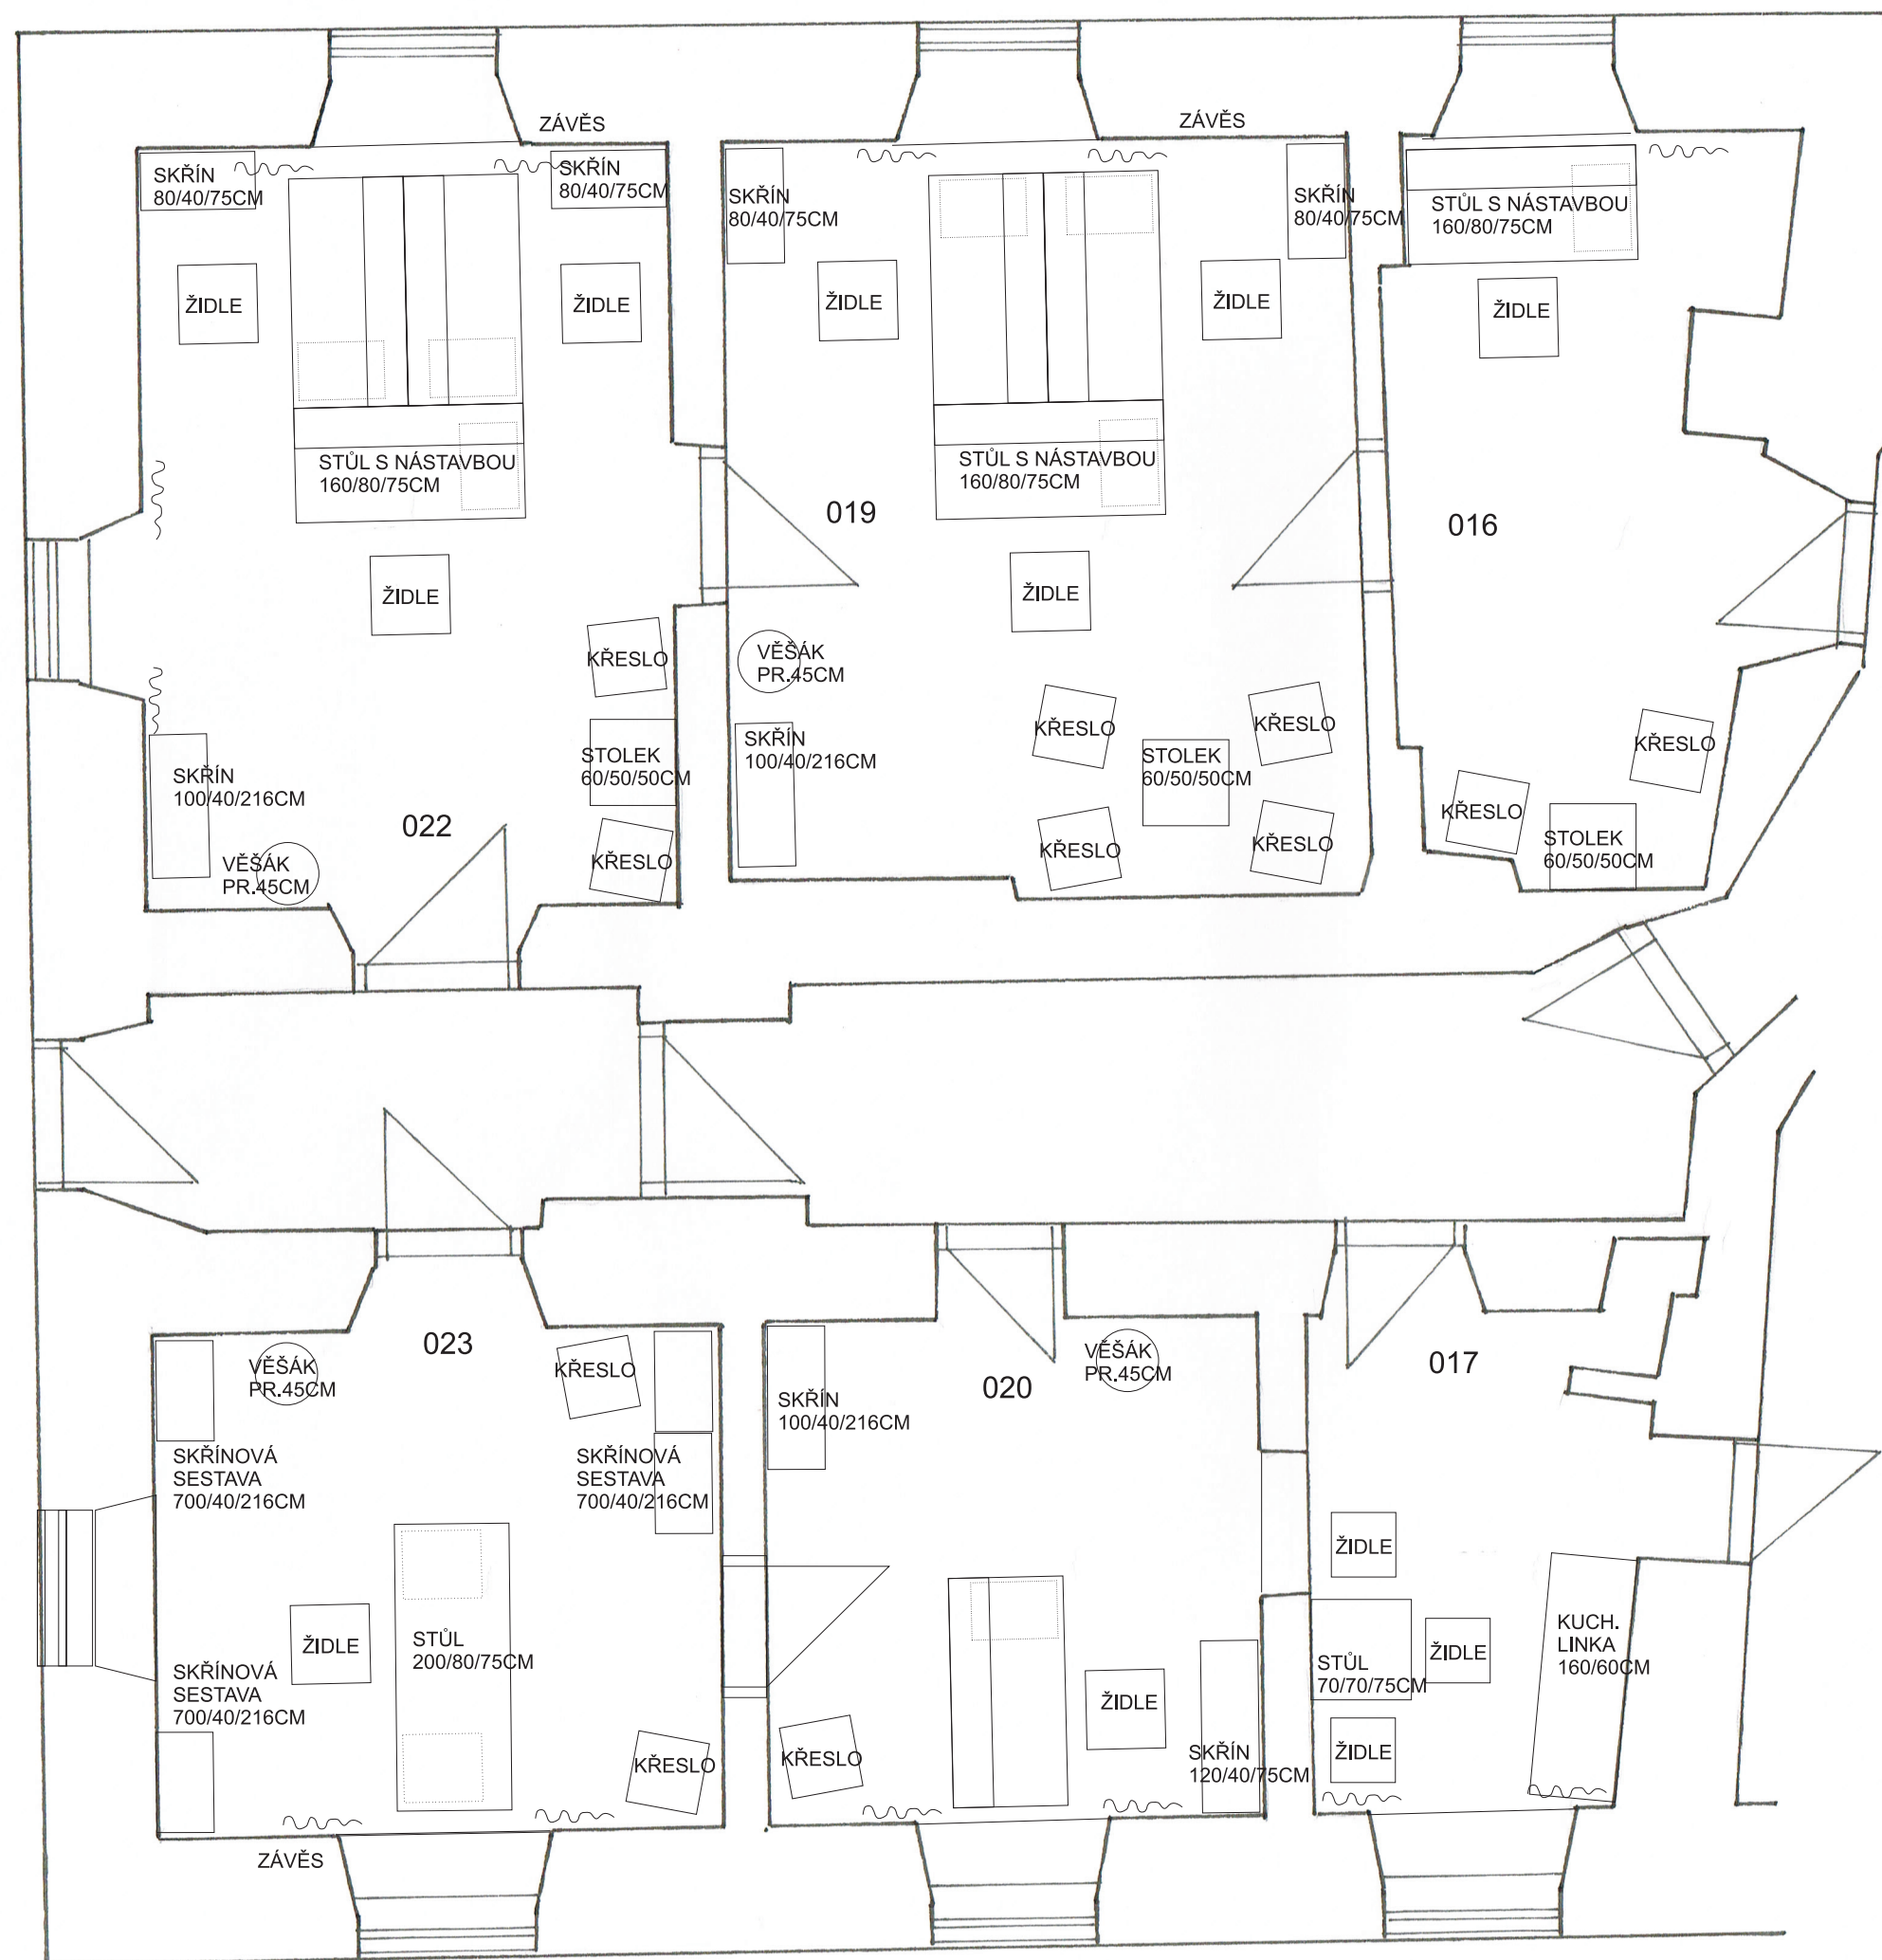 ZÁVĚS
ZÁVĚS
SKŘÍN
80/40/75CM
SKŘÍN
80/40/75CM
SKŘÍN
80/40/75CM
SKŘÍN
80/40/75CM
STŮL S NÁSTAVBOU
160/80/75CM
ŽIDLE
ŽIDLE
ŽIDLE
ŽIDLE
ŽIDLE
STŮL S NÁSTAVBOU
160/80/75CM
STŮL S NÁSTAVBOU
160/80/75CM
019
016
ŽIDLE
ŽIDLE
KŘESLO
VĚŠÁK
PR.45CM
KŘESLO
KŘESLO
KŘESLO
SKŘÍN
100/40/216CM
STOLEK
60/50/50CM
SKŘÍN
100/40/216CM
STOLEK
60/50/50CM
022
KŘESLO
VĚŠÁK
PR.45CM
KŘESLO
KŘESLO
KŘESLO
STOLEK
60/50/50CM
023
VĚŠÁK
PR.45CM
KŘESLO
VĚŠÁK
PR.45CM
017
020
SKŘÍN
100/40/216CM
SKŘÍNOVÁ
SESTAVA
700/40/216CM
SKŘÍNOVÁ
SESTAVA
700/40/216CM
ŽIDLE
ŽIDLE
STŮL
200/80/75CM
ŽIDLE
KUCH.
LINKA
160/60CM
STŮL
70/70/75CM
SKŘÍNOVÁ
SESTAVA
700/40/216CM
ŽIDLE
KŘESLO
KŘESLO
SKŘÍN
120/40/75CM
ŽIDLE
ZÁVĚS